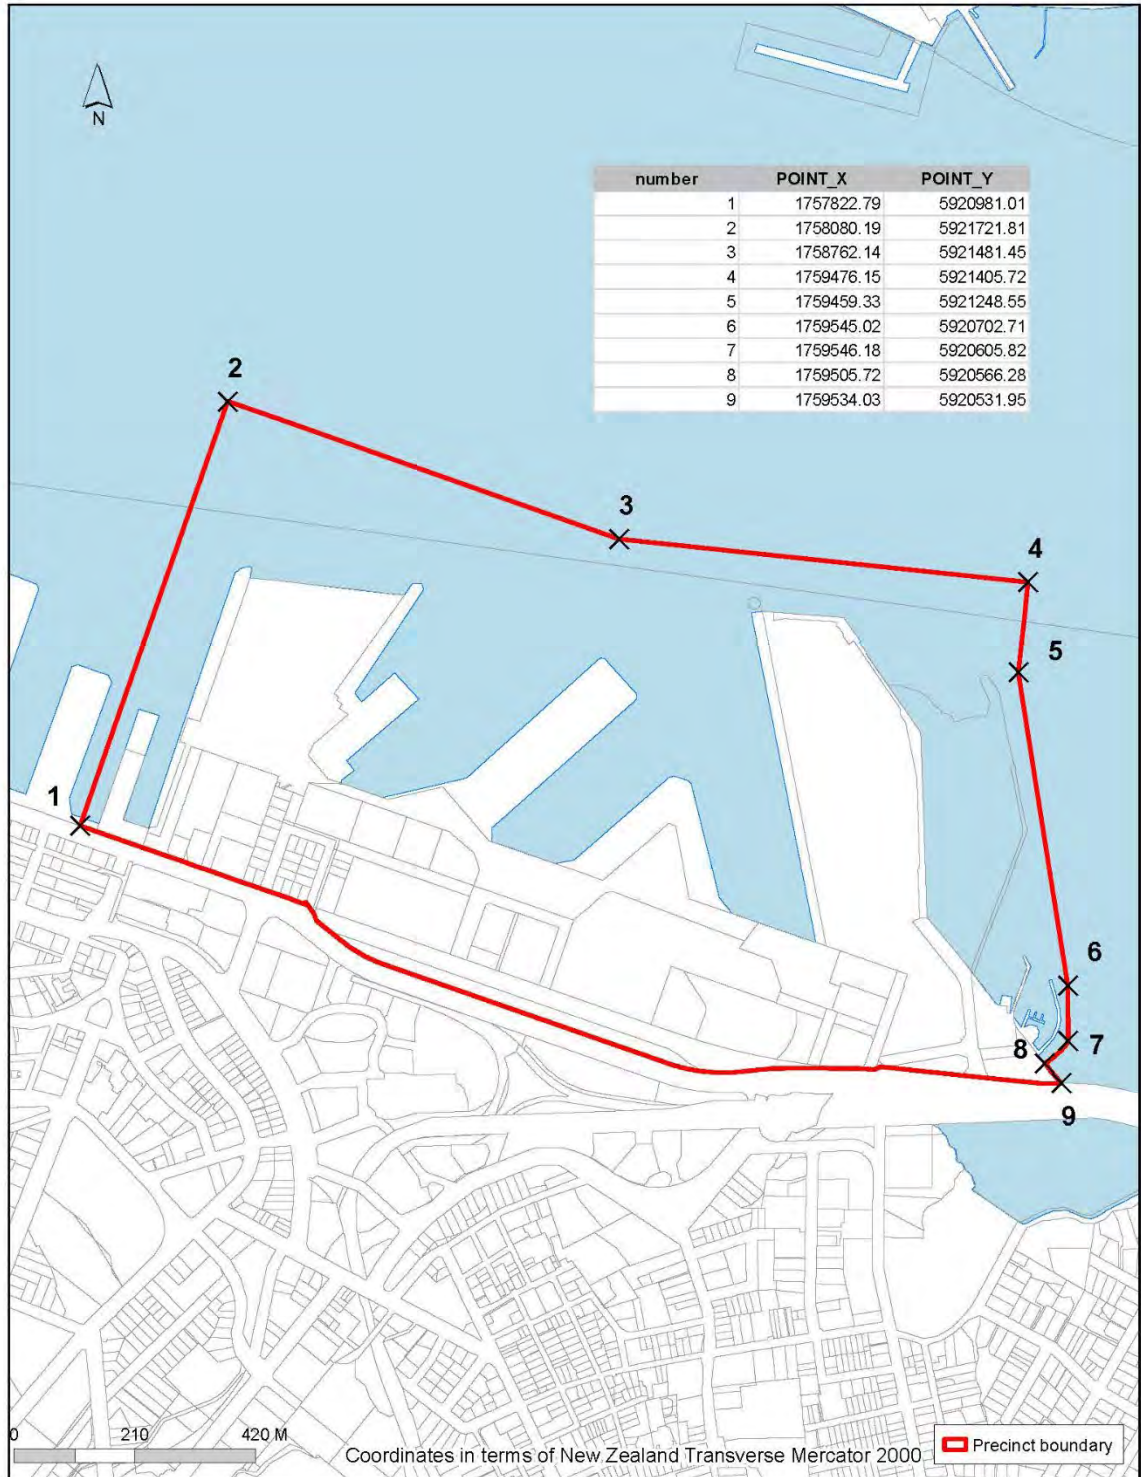 N
number POINT_X POINT_Y
1 1757822.79 5920981.01
2 1758080.19 5921721.81
3 1758762.14 5921481.45
4 1759476.15 5921405.72
5 1759459.33 5921248.55
6 1759545.02 5920702.71
7 1759546.18 5920605.82
8 1759505.72 5920566.28
9 1759534.03 5920531.95
2
3
4
5
1
6
7
8
9
0 210 420 M
Coordinates in terms of New Zealand Transverse Mercator 2000
Precinct boundary